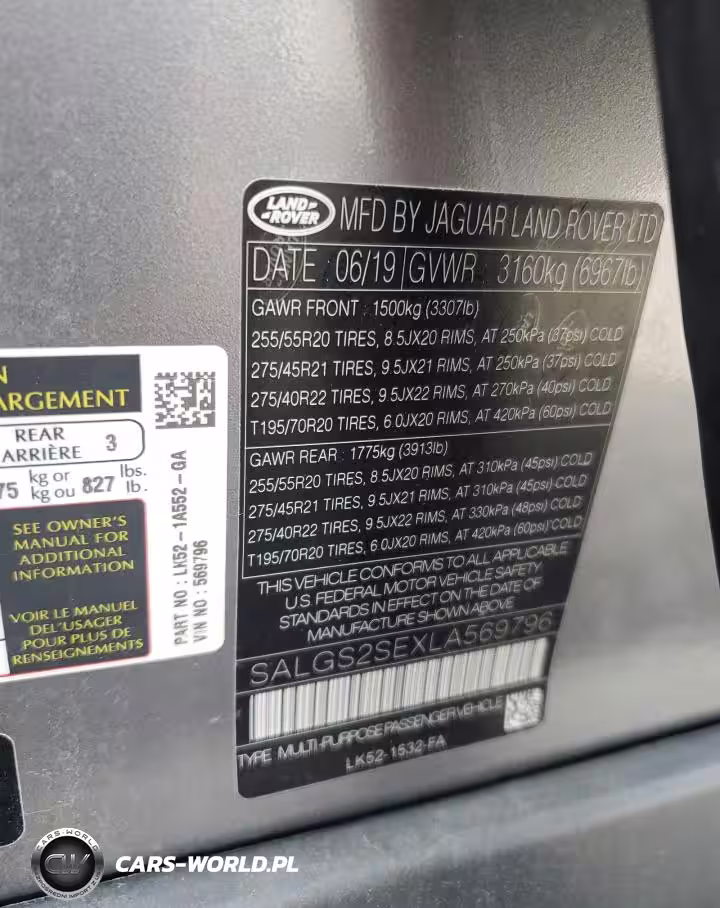 N
ARGEMENT
REAR
ARRIÈRE 3
75 kg or 827 lbs.
kg ou lb.
SEE OWNER'S
MANUAL FOR
ADDITIONAL
INFORMATION
VOIR LE MANUEL
DEL'USAGER
POUR PLUS DE
RENSEIGNEMENTS
PART NO : LK52-1A552-GA
VIN NO : 569796
LAND-
-ROVER
MFD BY JAGUAR LAND ROVER LTD
DATE 06/19 GVWR 3160kg (6967lb)
GAWR FRONT : 1500kg (3307lb)
255/55R20 TIRES, 8.5JX20 RIMS, AT 250kPa (37psi) COLD
275/45R21 TIRES, 9.5JX21 RIMS, AT 250kPa (37psi) COLD
275/40R22 TIRES, 9.5JX22 RIMS, AT 270kPa (40psi) COLD
T195/70R20 TIRES, 6.0JX20 RIMS, AT 420kPa (60psi) COLD
GAWR REAR : 1775kg (3913lb)
255/55R20 TIRES, 8.5JX20 RIMS, AT 310kPa (45psi) COLD
275/45R21 TIRES, 9.5JX21 RIMS, AT 310kPa (45psi) COLD
275/40R22 TIRES, 9.5JX22 RIMS, AT 330kPa (48psi) COLD
T195/70R20 TIRES, 6.0JX20 RIMS, AT 420kPa (60psi) COLD
THIS VEHICLE CONFORMS TO ALL APPLICABLE
U.S. FEDERAL MOTOR VEHICLE SAFETY
STANDARDS IN EFFECT ON THE DATE OF
MANUFACTURE SHOWN ABOVE
SALGS2SEXLA569796
TYPE MULTI-PURPOSE PASSENGER VEHICLE
LK52-1532-FA
CARS-WORLD
CW
CARS-WORLD.PL